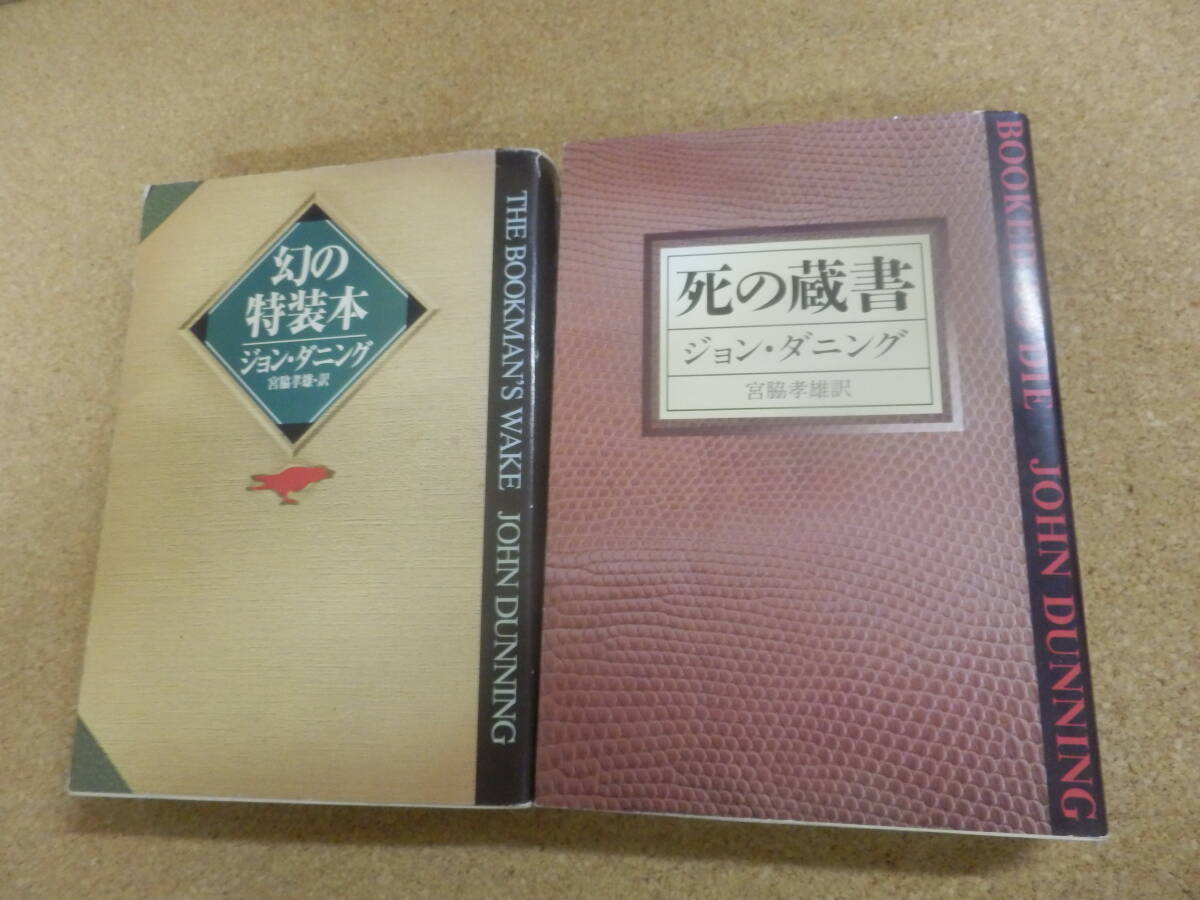 幻の
特装本
ジョン・ダニング
宮脇孝雄・訳
THE BOOKMAN'S WAKE JOHN DUNNING
死の蔵書
ジョン・ダニング
宮脇孝雄訳
DIE JOHN DUNNING